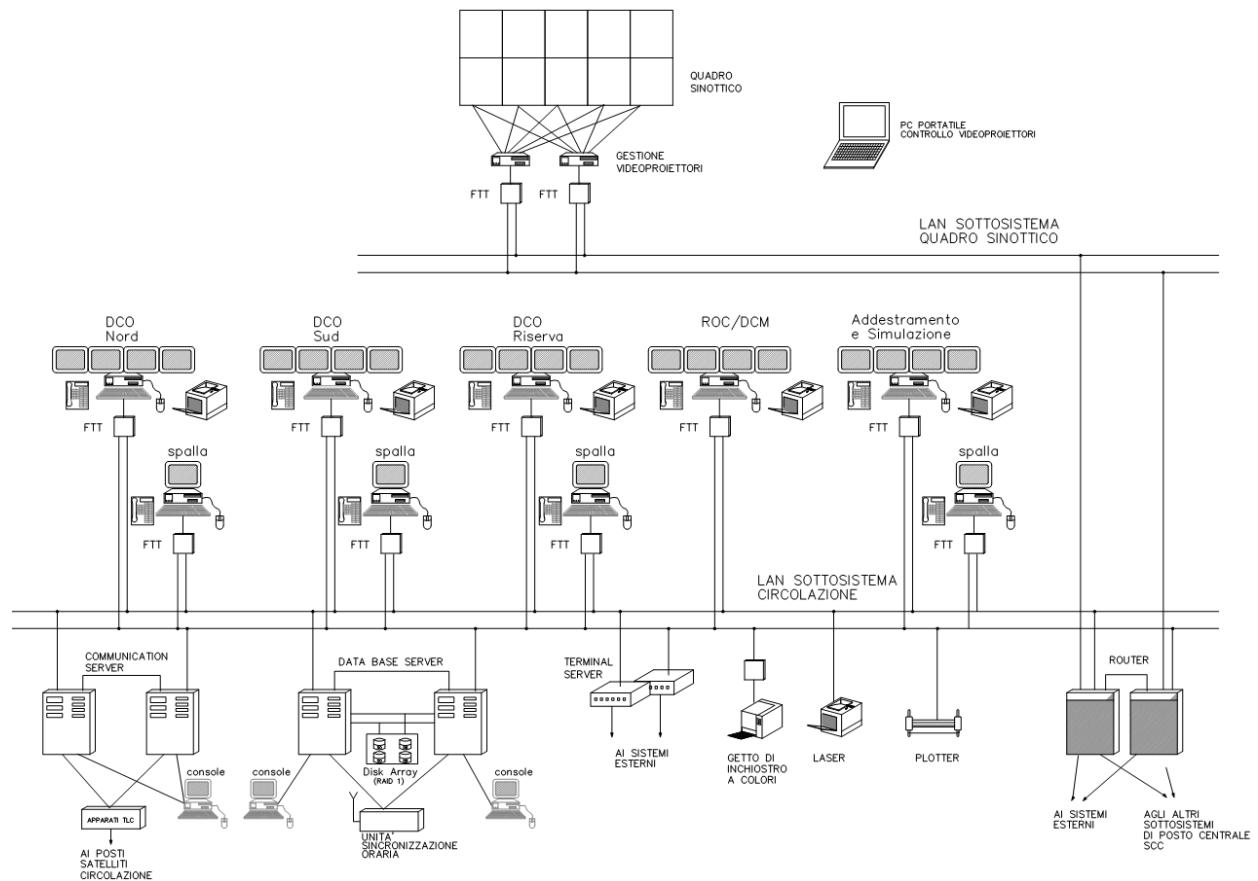 QUADRO
SINOTTICO
PC PORTATILE
CONTROLLO VIDEOPROIETTORI
GESTIONE
VIDEOPROIETTORI
FTT
FTT
LAN SOTTOSISTEMA
QUADRO SINOTTICO
DCO
Nord
DCO
Sud
DCO
Riserva
ROC/DCM
Addestramento
e Simulazione
FTT
FTT
FTT
FTT
FTT
spalla
spalla
spalla
spalla
FTT
FTT
FTT
FTT
LAN SOTTOSISTEMA
CIRCOLAZIONE
COMMUNICATION
SERVER
DATA BASE SERVER
TERMINAL
SERVER
ROUTER
AI SISTEMI
ESTERNI
GETTO DI
INCHIOSTRO
A COLORI
LASER
PLOTTER
Disk Array
(RAID 1)
console
console
console
APPARATI TLC
UNITA'
SINCRONIZZAZIONE
ORARIA
AI POSTI
SATELLITI
CIRCOLAZIONE
AI SISTEMI
ESTERNI
AGLI ALTRI
SOTTOSISTEMI
DI POSTO CENTRALE
SCC